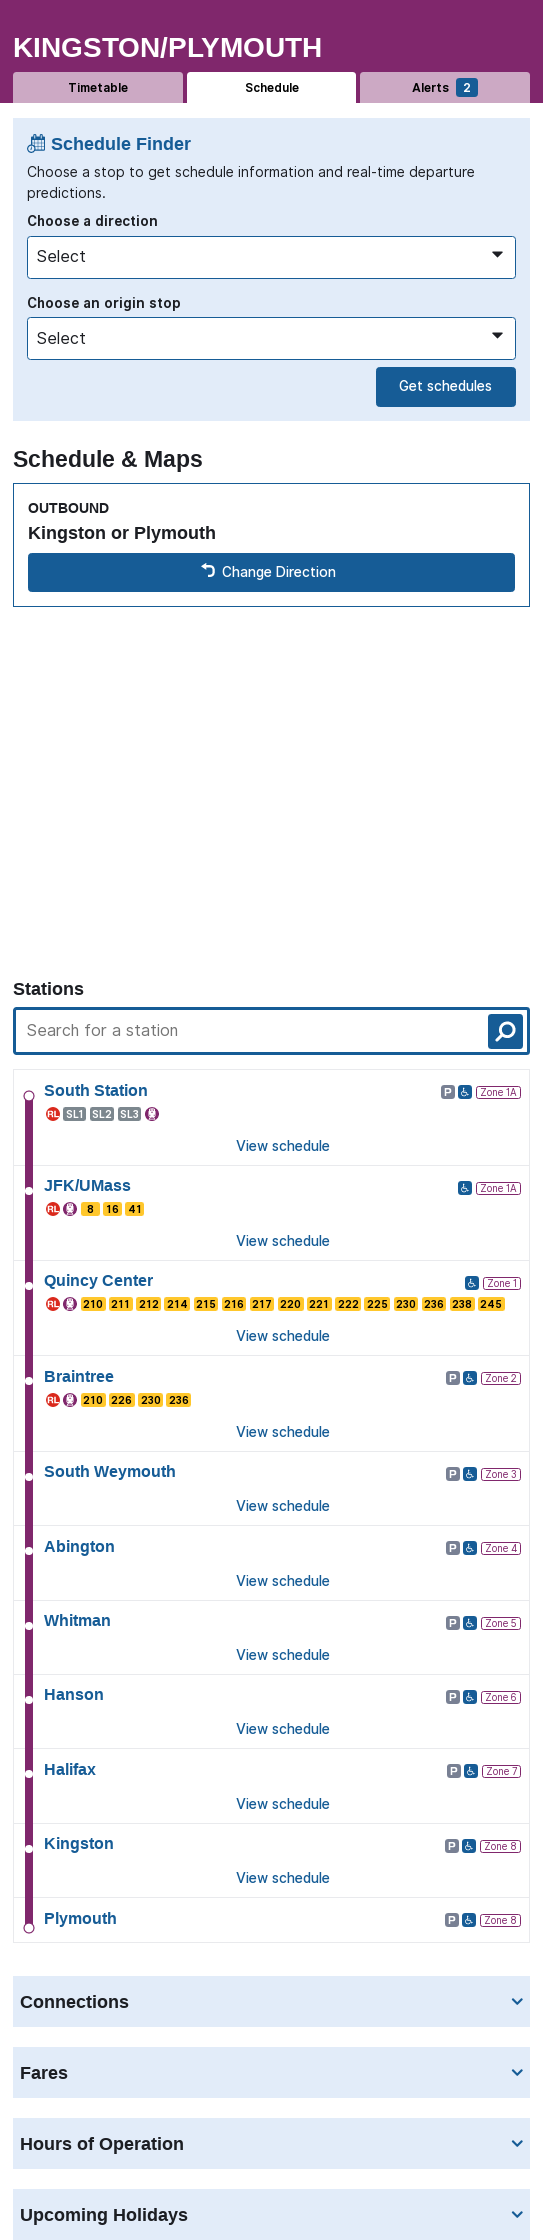 KINGSTON/PLYMOUTH
Timetable
Schedule
Alerts 2
Schedule Finder
Choose a stop to get schedule information and real-time departure
predictions.
Choose a direction
Select
Choose an origin stop
Select
Get schedules
Schedule & Maps
OUTBOUND
Kingston or Plymouth
Change Direction
Stations
Search for a station
South Station P Zone 1A
RL SL1 SL2 SL3
View schedule
JFK/UMass Zone 1A
RL 8 16 41
View schedule
Quincy Center Zone 1
RL 210 211 212 214 215 216 217 220 221 222 225 230 236 238 245
View schedule
Braintree P Zone 2
RL 210 226 230 236
View schedule
South Weymouth P Zone 3
View schedule
Abington P Zone 4
View schedule
Whitman P Zone 5
View schedule
Hanson P Zone 6
View schedule
Halifax P Zone 7
View schedule
Kingston P Zone 8
View schedule
Plymouth P Zone 8
Connections
Fares
Hours of Operation
Upcoming Holidays